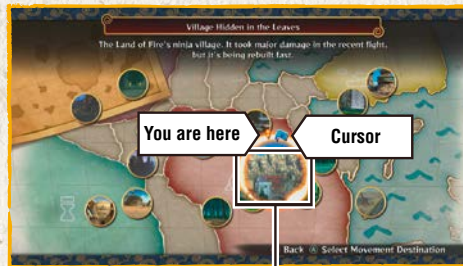 Village Hidden in the Leaves
The Land of Fire's ninja village. It took major damage in the recent fight,
but it's being rebuilt fast.
You are here
Cursor
Back Ⓐ Select Movement Destination